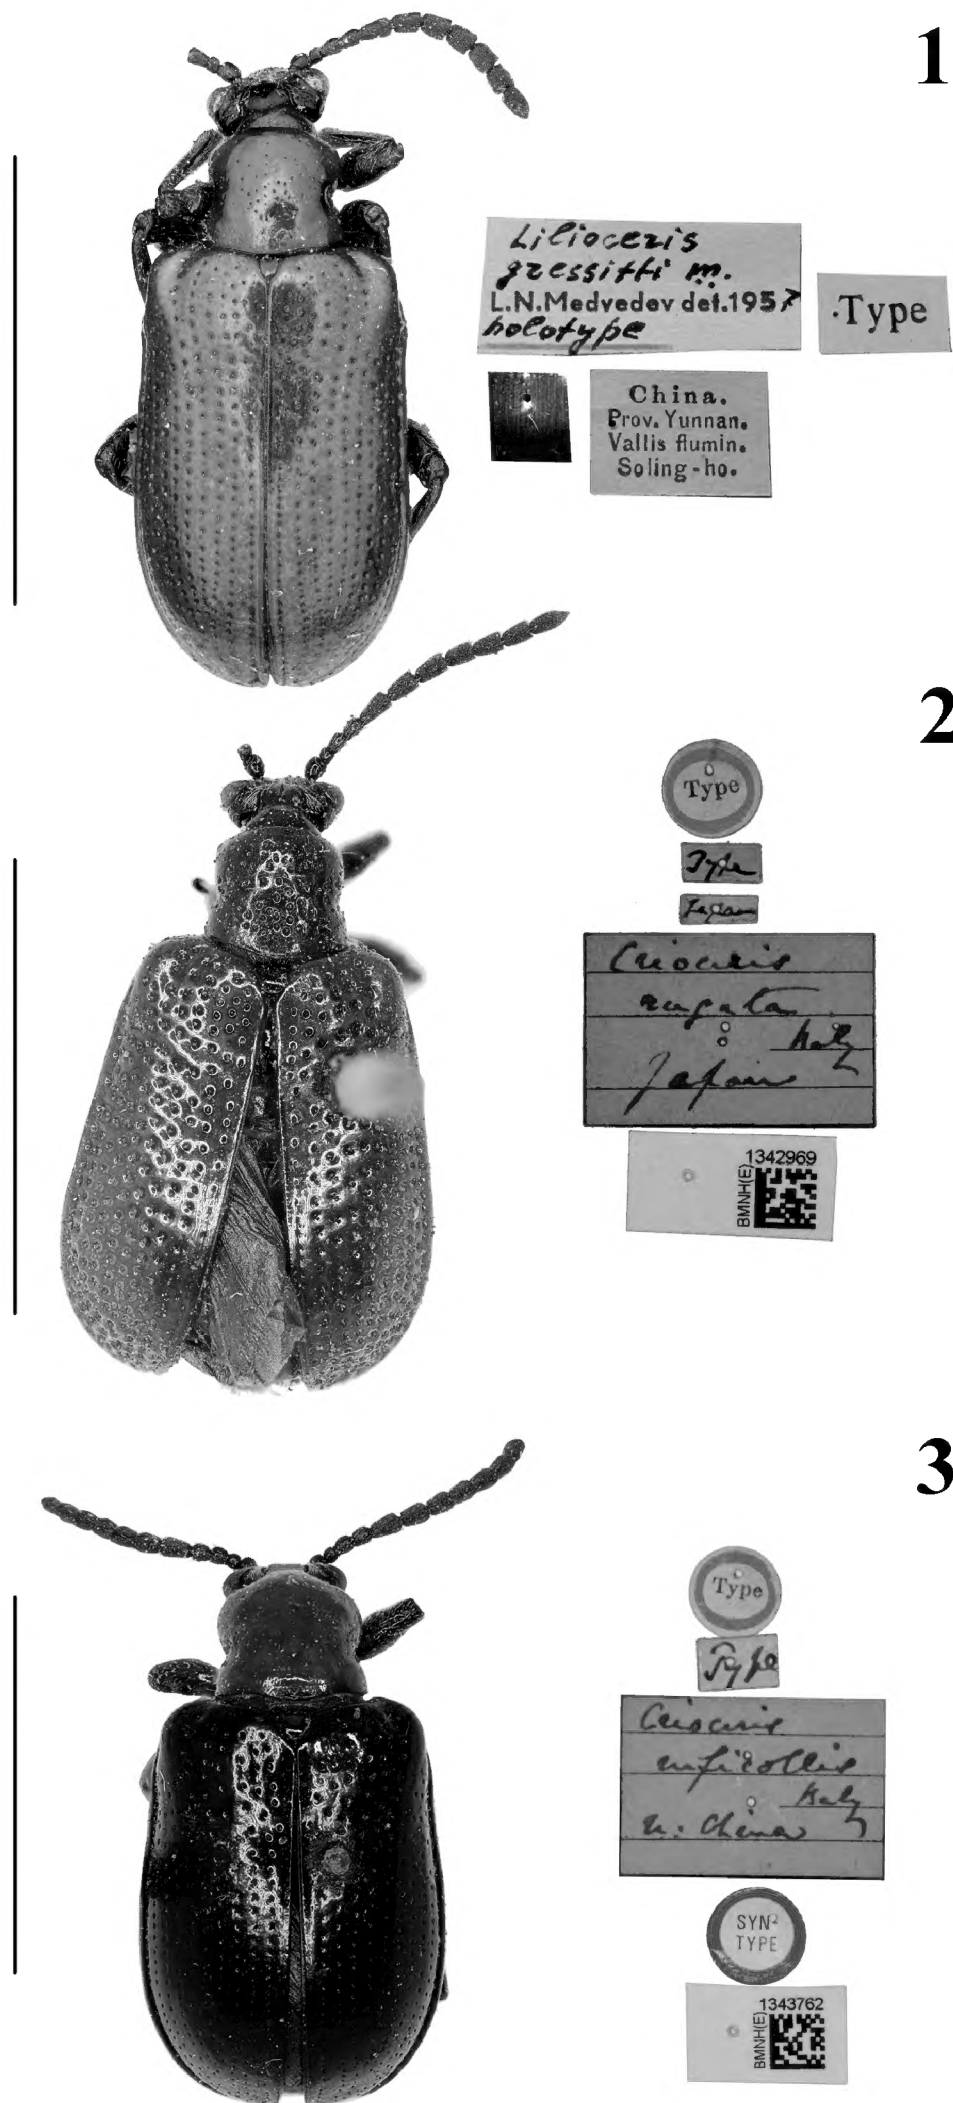 1
Lilioceris
gressitti m.
L.N.Medvedev det.1957
holotype
.Type
China.
Prov. Yunnan.
Vallis flumin.
Soling-ho.
2
Type
Type
Japan
Crioceris
rugata
Baly
Japan
1342969
BMNH(E)
3
Type
Type
Crioceris
ruficollis
Baly
n. China
SYN-
TYPE
1343762
BMNH(E)